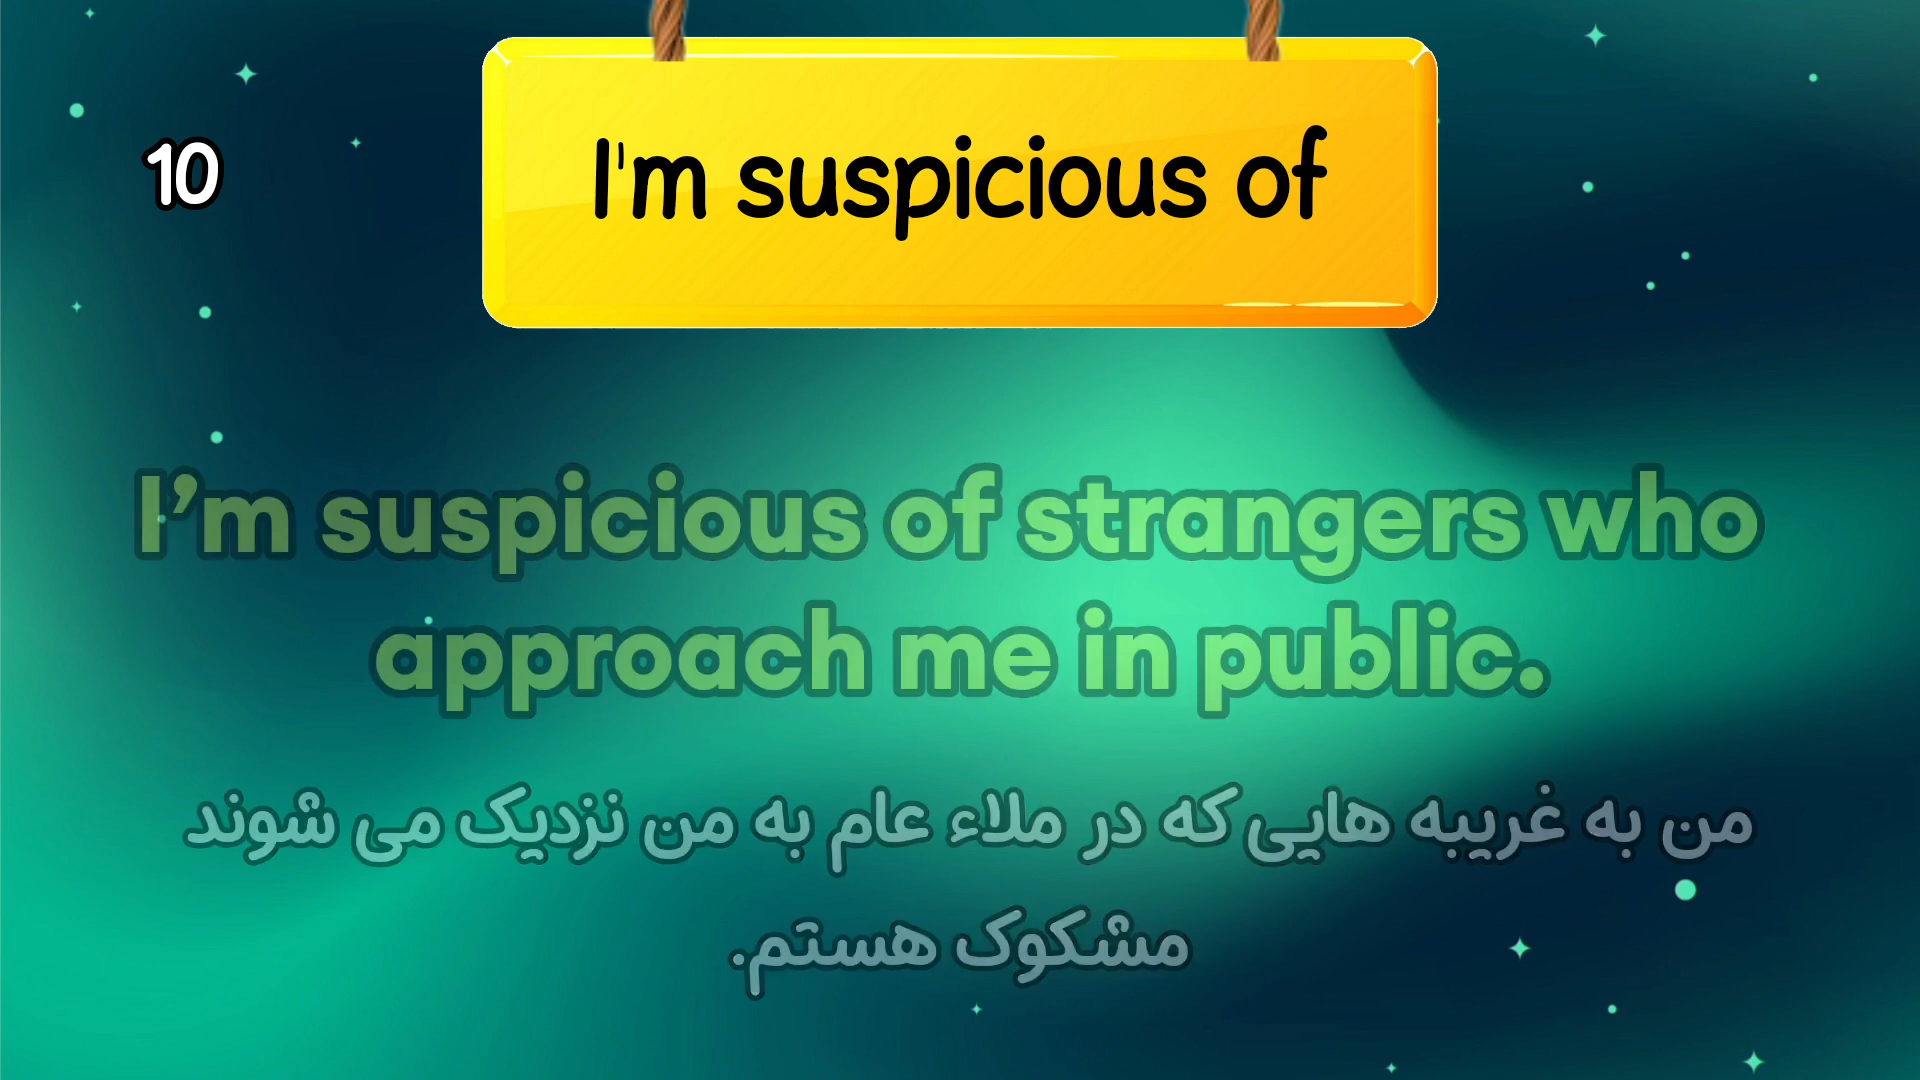 10
I'm suspicious of
I’m suspicious of strangers who
approach me in public.
من به غریبه هایی که در ملاء عام به من نزدیک می شوند
مشکوک هستم.